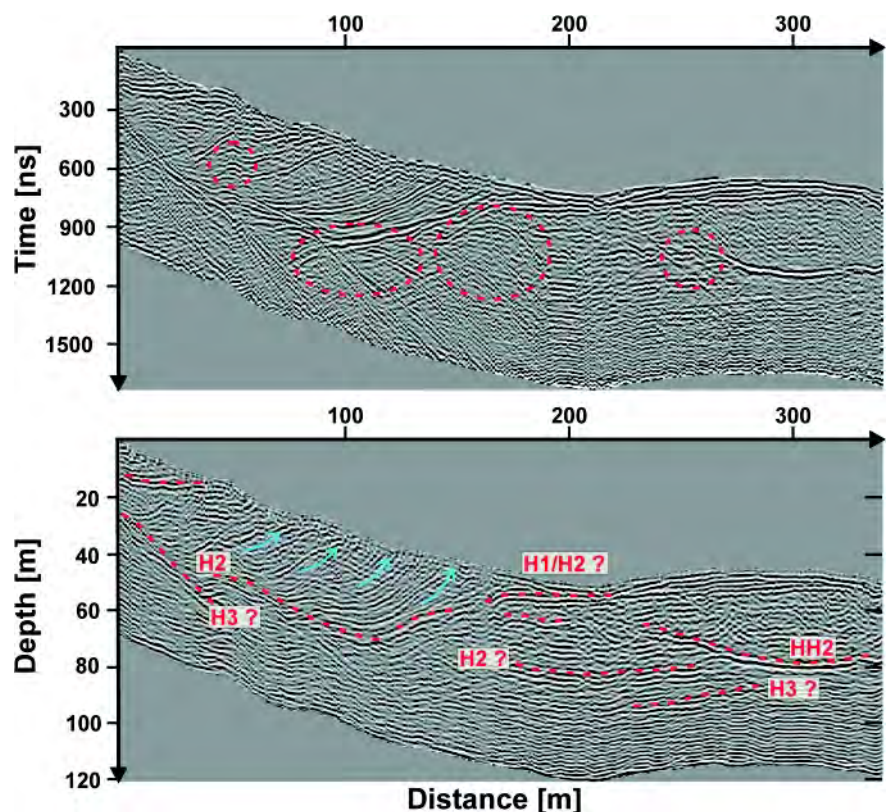 100 200 300
300
600
900
1200
1500
Time [ns]
100 200 300
20
40
60
80
100
120
Depth [m]
H2
H3 ?
H1/H2 ?
H2 ?
HH2
H3 ?
Distance [m]